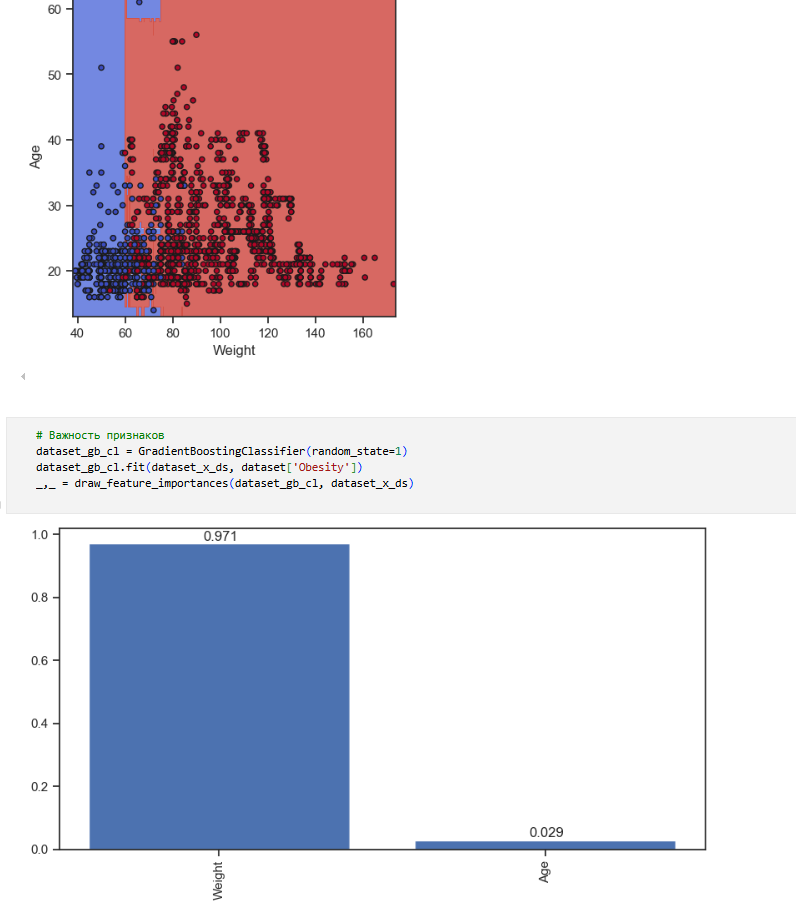 60
50
40
30
20
Age
40 60 80 100 120 140 160
Weight
# Важность признаков
dataset_gb_cl = GradientBoostingClassifier(random_state=1)
dataset_gb_cl.fit(dataset_x_ds, dataset['Obesity'])
_,_ = draw_feature_importances(dataset_gb_cl, dataset_x_ds)
0.971
1.0
0.8
0.6
0.4
0.2
0.029
0.0
Weight
Age